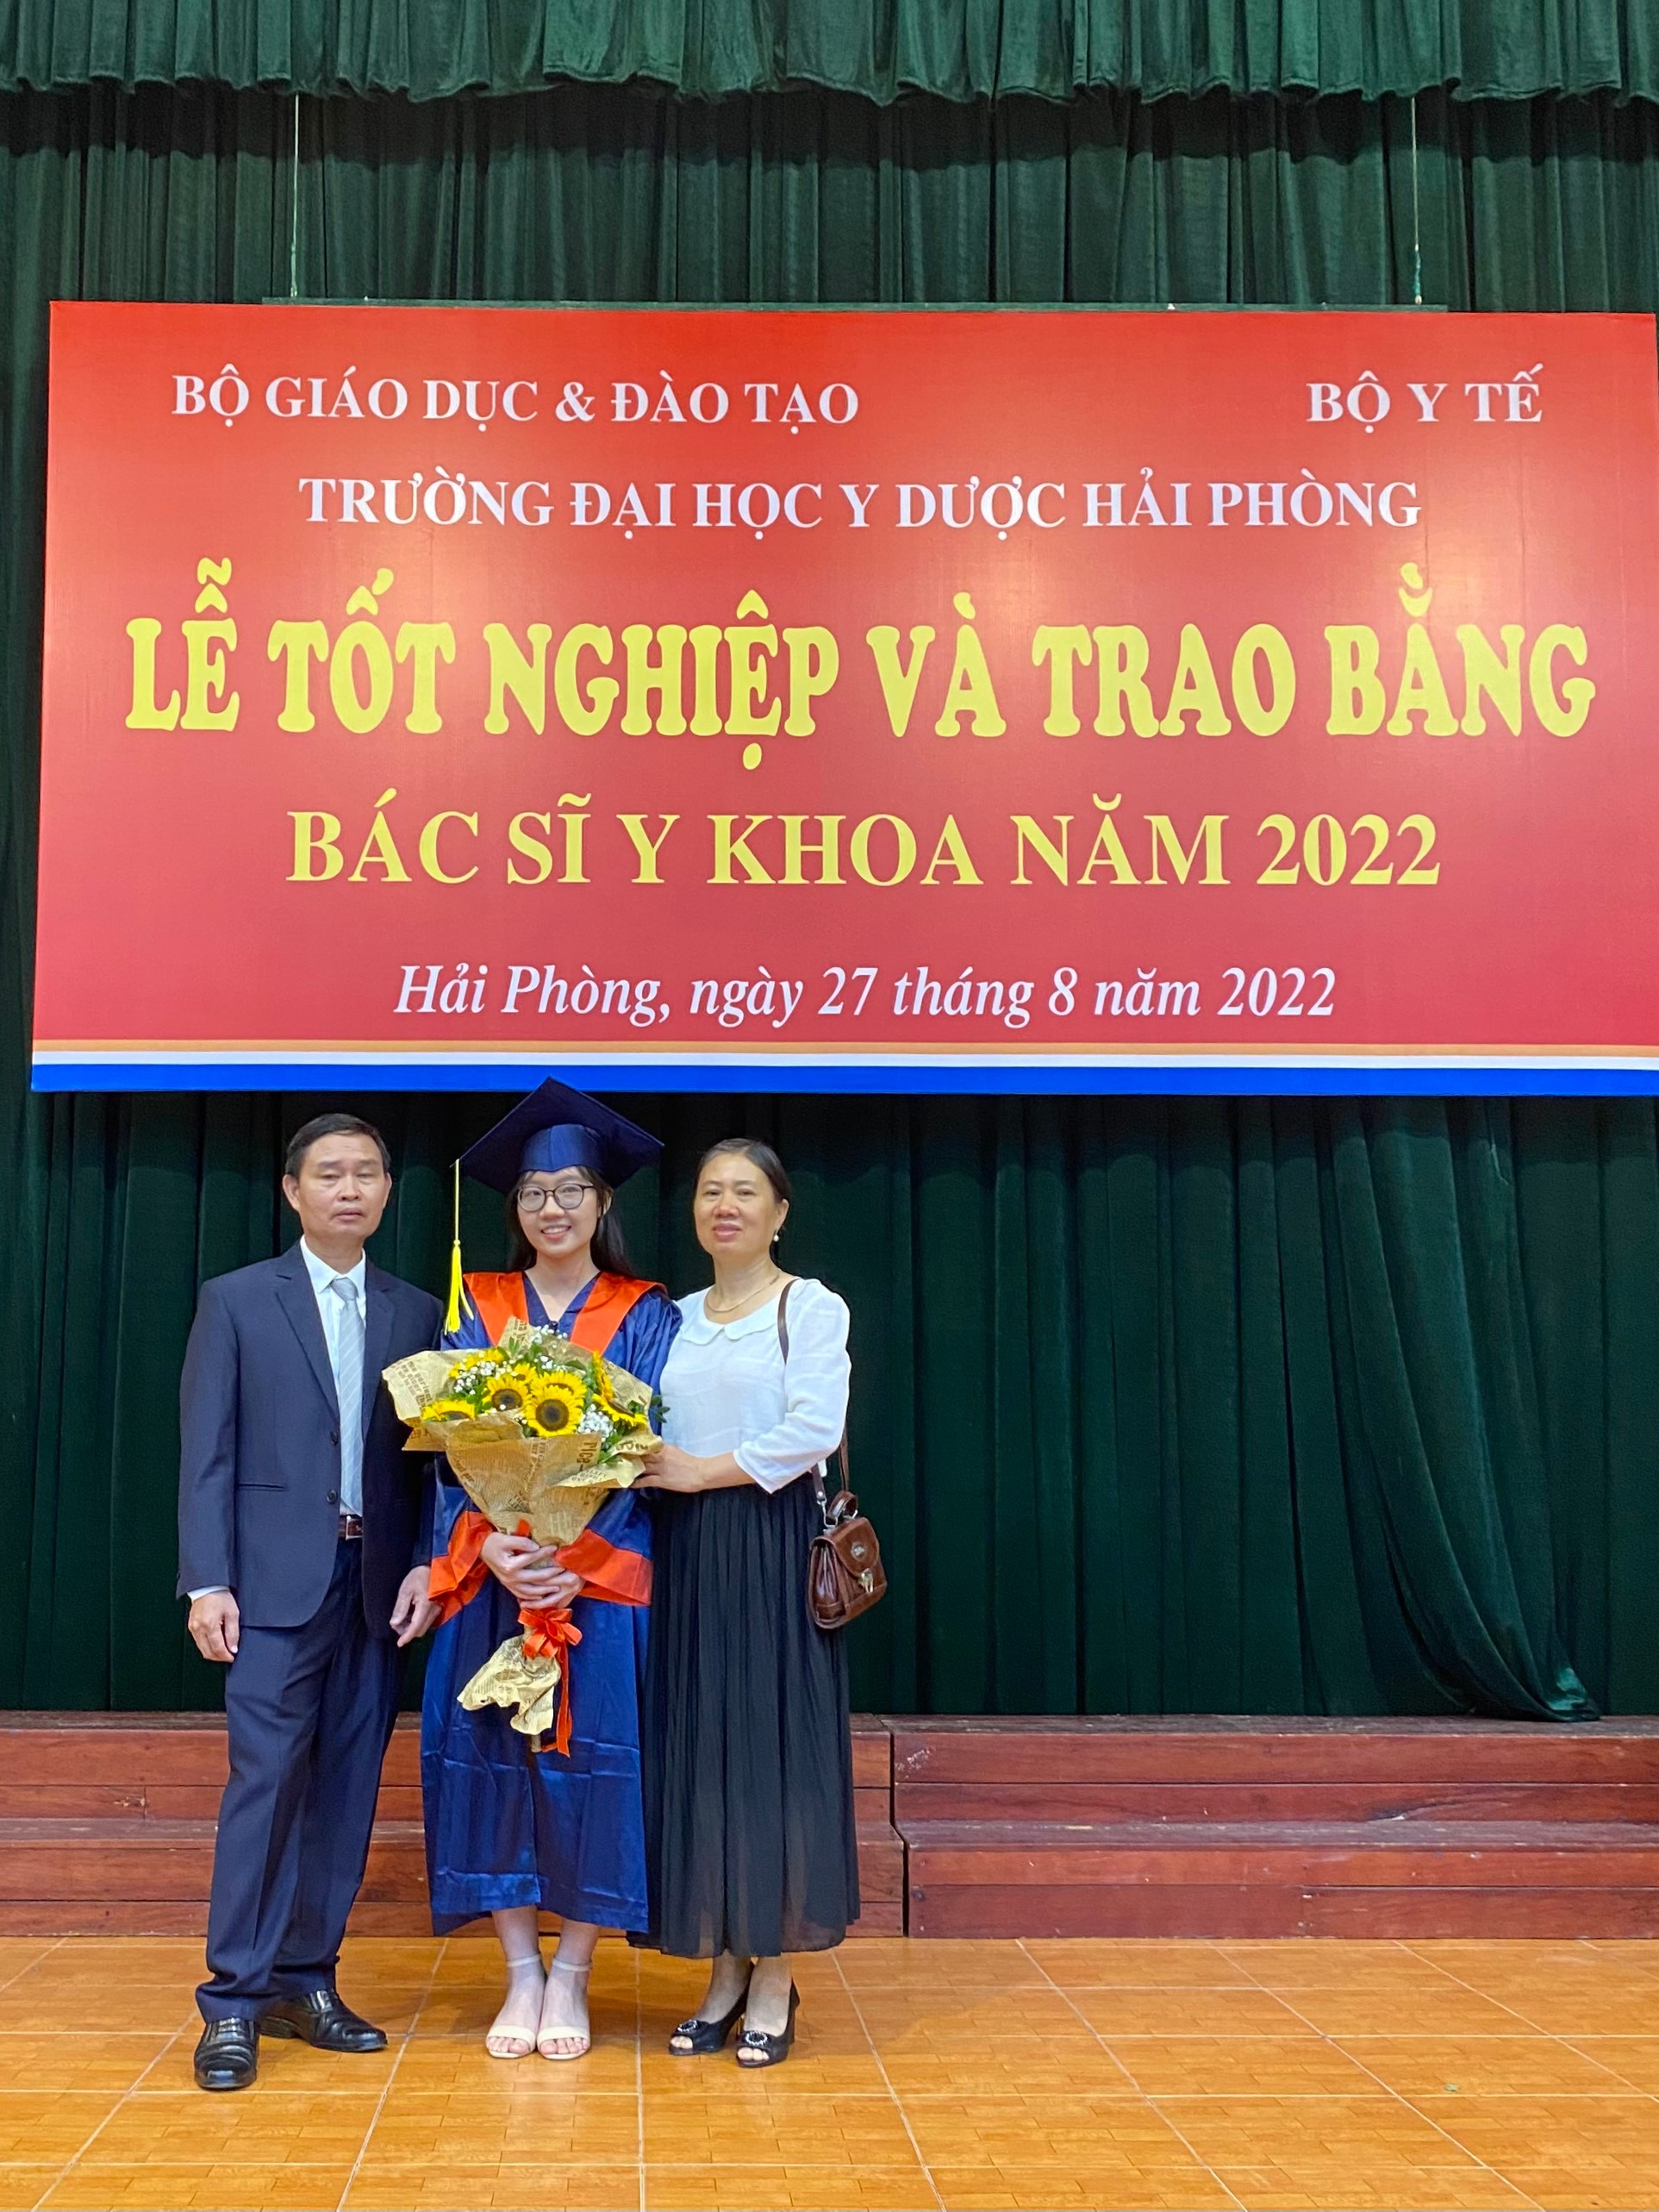 BỘ GIÁO DỤC & ĐÀO TẠO BỘ Y TẾ
TRƯỜNG ĐẠI HỌC Y DƯỢC HẢI PHÒNG
LỄ TỐT NGHIỆP VÀ TRAO BẰNG
BÁC SĨ Y KHOA NĂM 2022
Hải Phòng, ngày 27 tháng 8 năm 2022